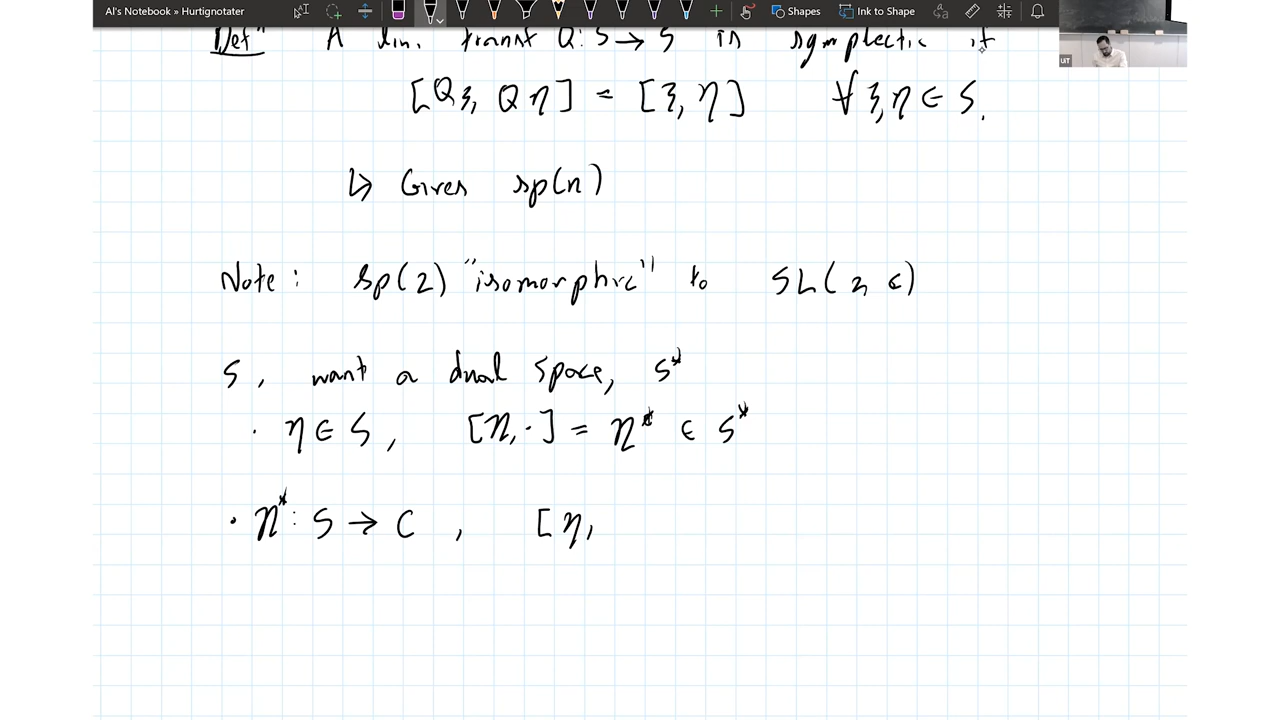 AI's Notebook » Hurtignotater
Shapes
Ink to Shape
Def" A lin. transf Q: S → S is symplectic if
[Qξ, Qη] = [ξ, η] ∀ ξ, η ∈ S.
↳ Gives sp(n)
Note: sp(2) "isomorphic" to SL(2, C)
S, want a dual space, S*
· η ∈ S, [η, ·] = η* ∈ S*
· η*: S → C, [η,
UiT